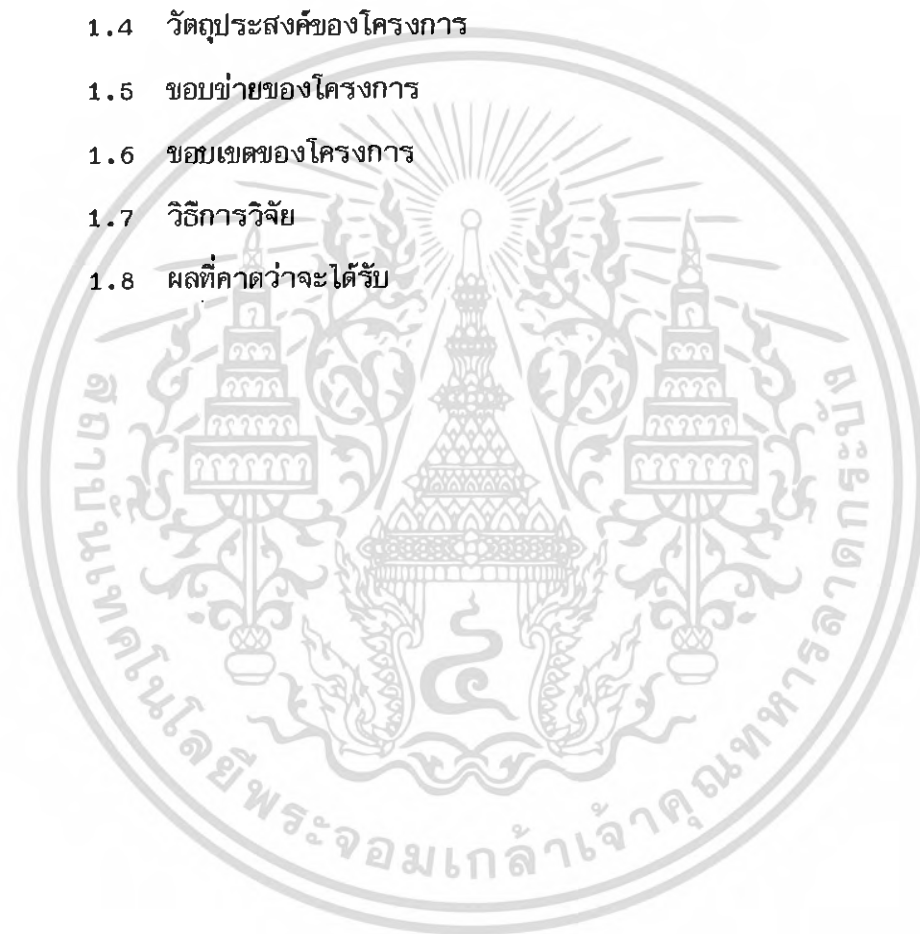 1.4 วัตถุประสงค์ของโครงการ
1.5 ขอบข่ายของโครงการ
1.6 ขอบเขตของโครงการ
1.7 วิธีการวิจัย
1.8 ผลที่คาดว่าจะได้รับ
สถาบันเทคโนโลยีพระจอมเกล้าเจ้าคุณทหารลาดกระบัง
๔